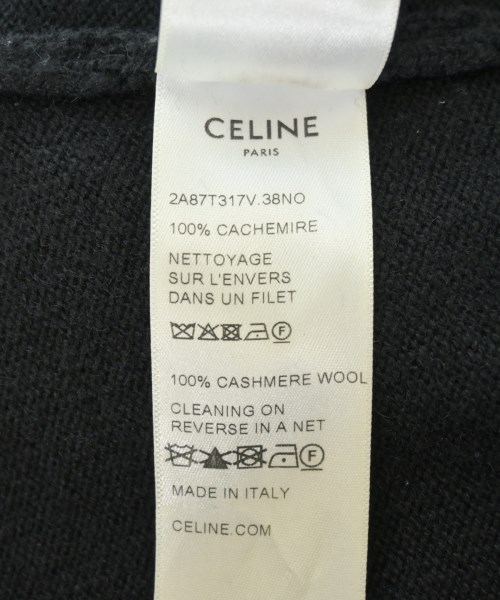 CELINE
PARIS
2A87T317V.38NO
100% CACHEMIRE
NETTOYAGE
SUR L'ENVERS
DANS UN FILET
F
100% CASHMERE WOOL
CLEANING ON
REVERSE IN A NET
F
MADE IN ITALY
CELINE.COM